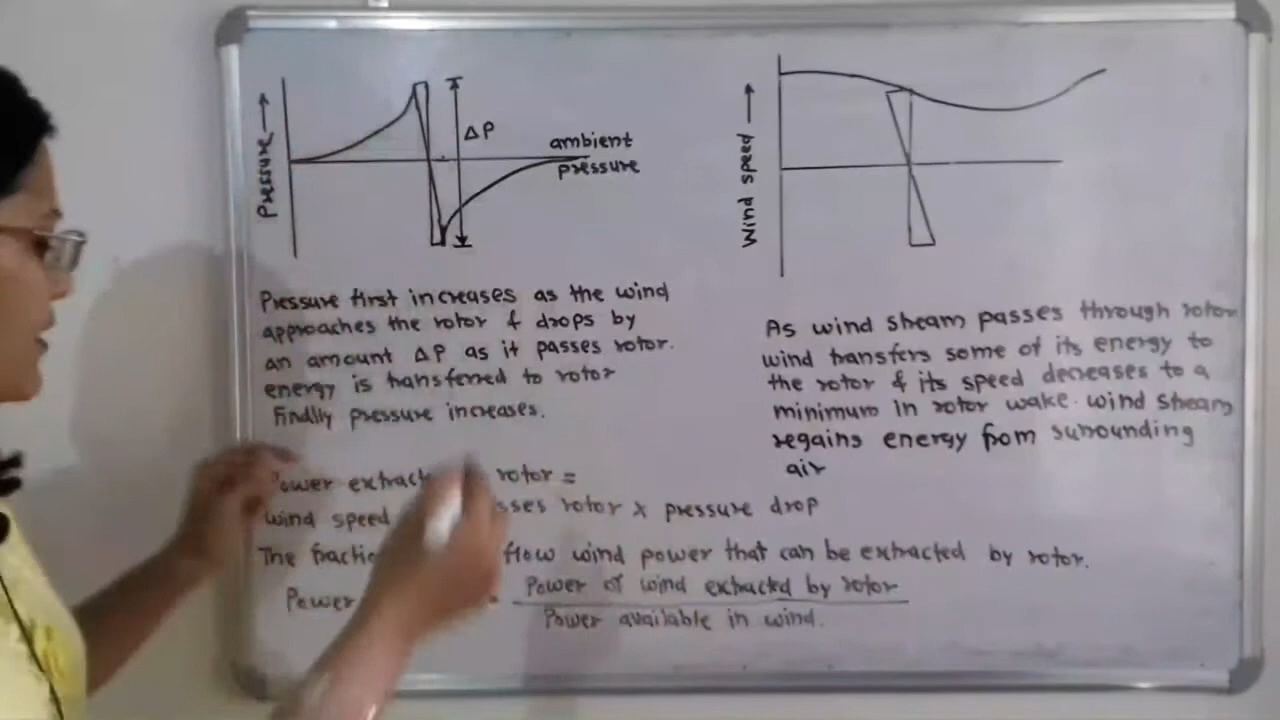 Pressure →
ΔP
ambient
pressure
Pressure first increases as the wind
approaches the rotor & drops by
an amount ΔP as it passes rotor.
energy is transferred to rotor
Finally pressure increases.
Wind speed →
As wind stream passes through rotor
wind transfers some of its energy to
the rotor & its speed decreases to a
minimum in rotor wake. wind stream
regains energy from surrounding
air
Power rotor =
wind speed rotor x pressure drop
The flow wind power that can be extracted by rotor.
Power
Power of wind extracted by rotor
Power available in wind.